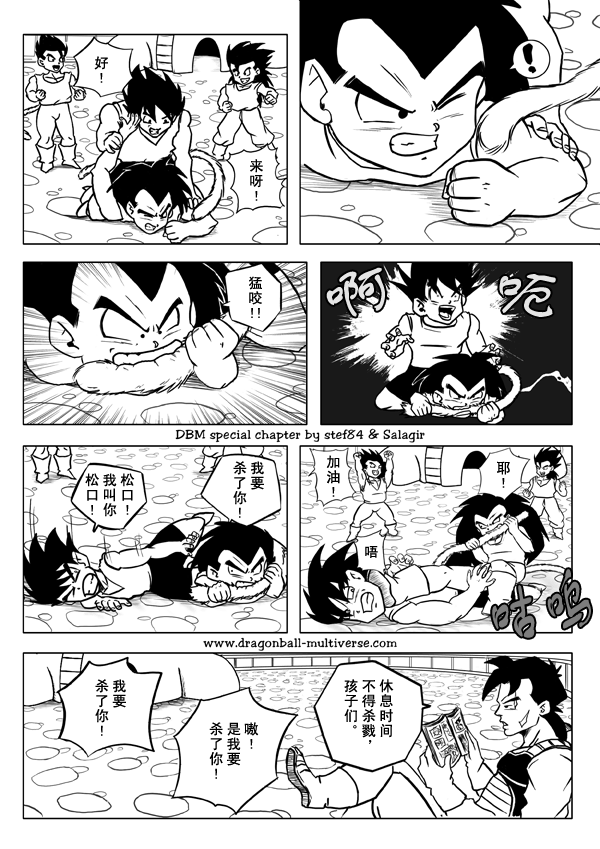 好！
来呀！
！
猛咬!!
啊
呃
DBM special chapter by stef84 & Salagir
我要
杀了你！
松口！
我叫你
松口！
加油！
耶！
唔
咕呜
www.dragonball-multiverse.com
我要
杀了你！
嗷！
是我要
杀了你！
休息时间
不得杀戮，
孩子们。